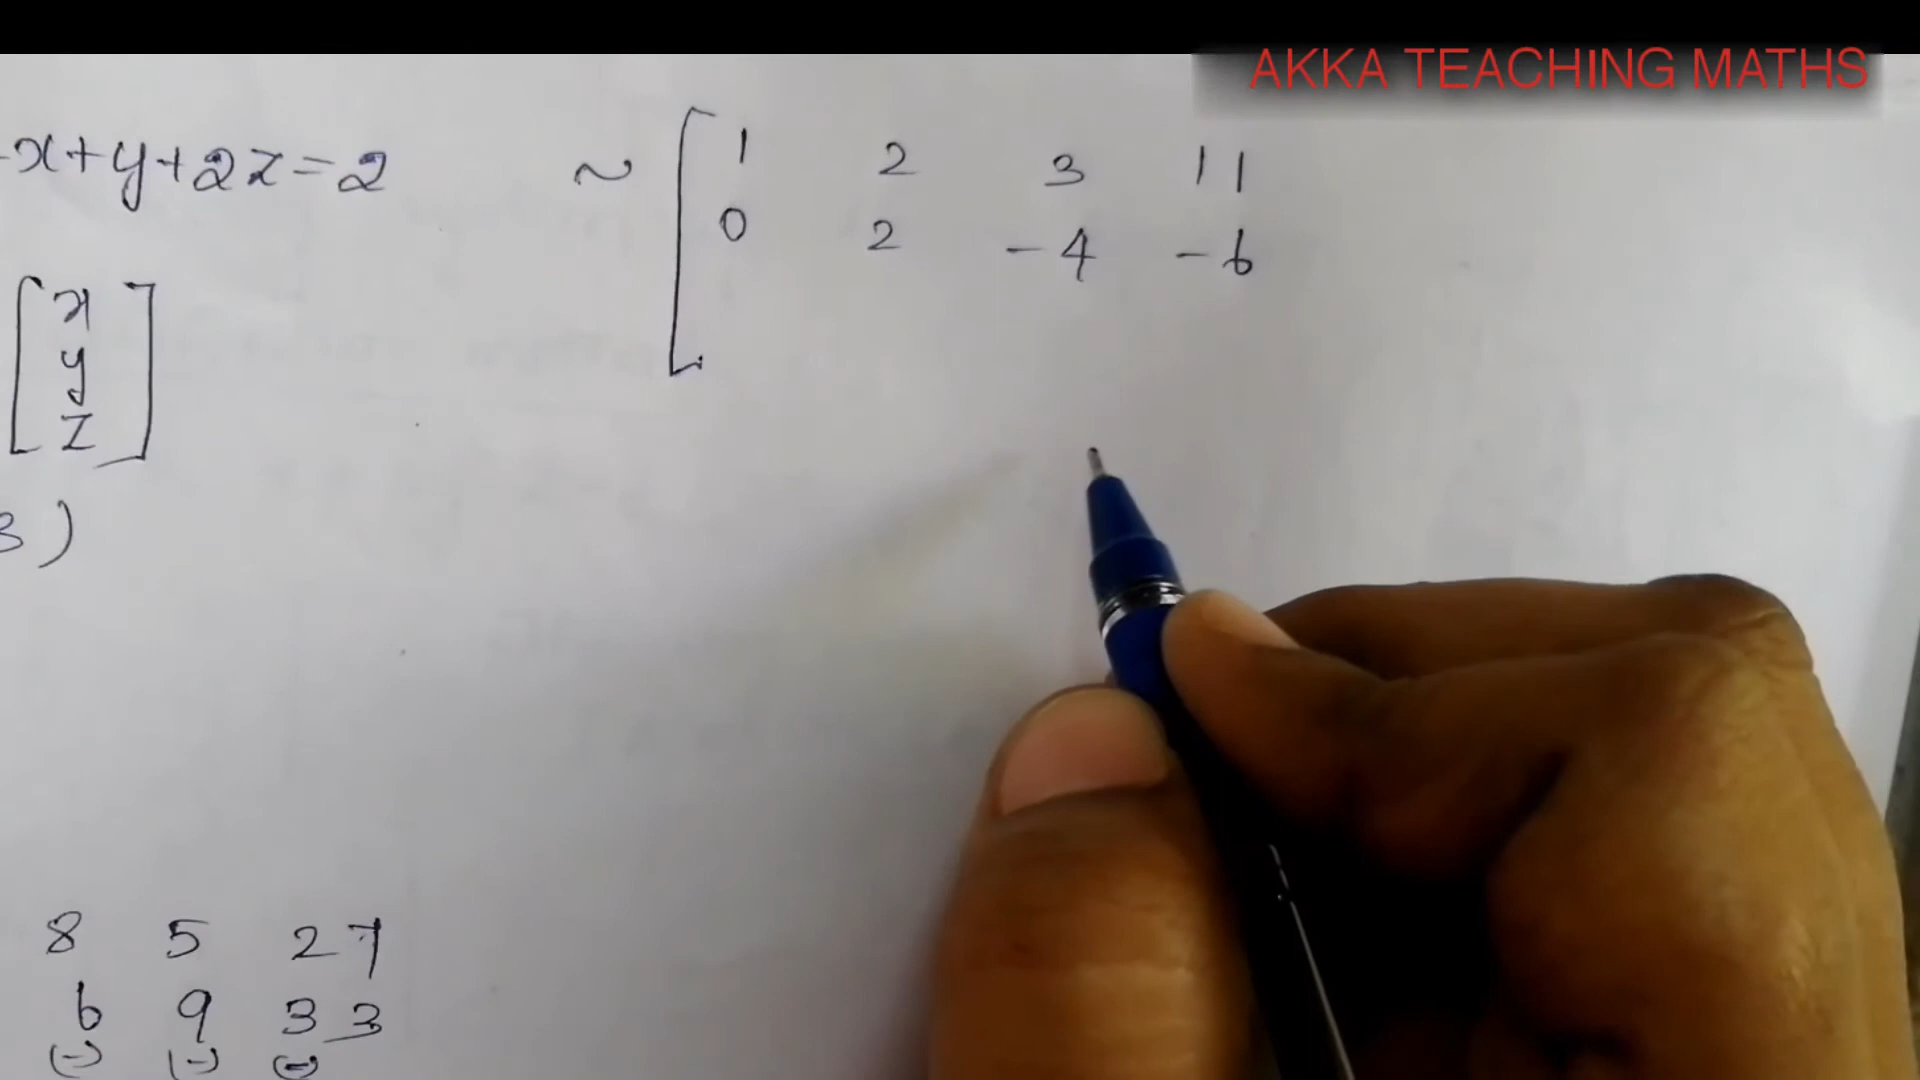 AKKA TEACHING MATHS
-x+y+2z=2
~ [ 1 2 3 11
0 2 -4 -6
[ x
y
z ]
3 )
8 5 27
6 9 33
(-) (-) (-)